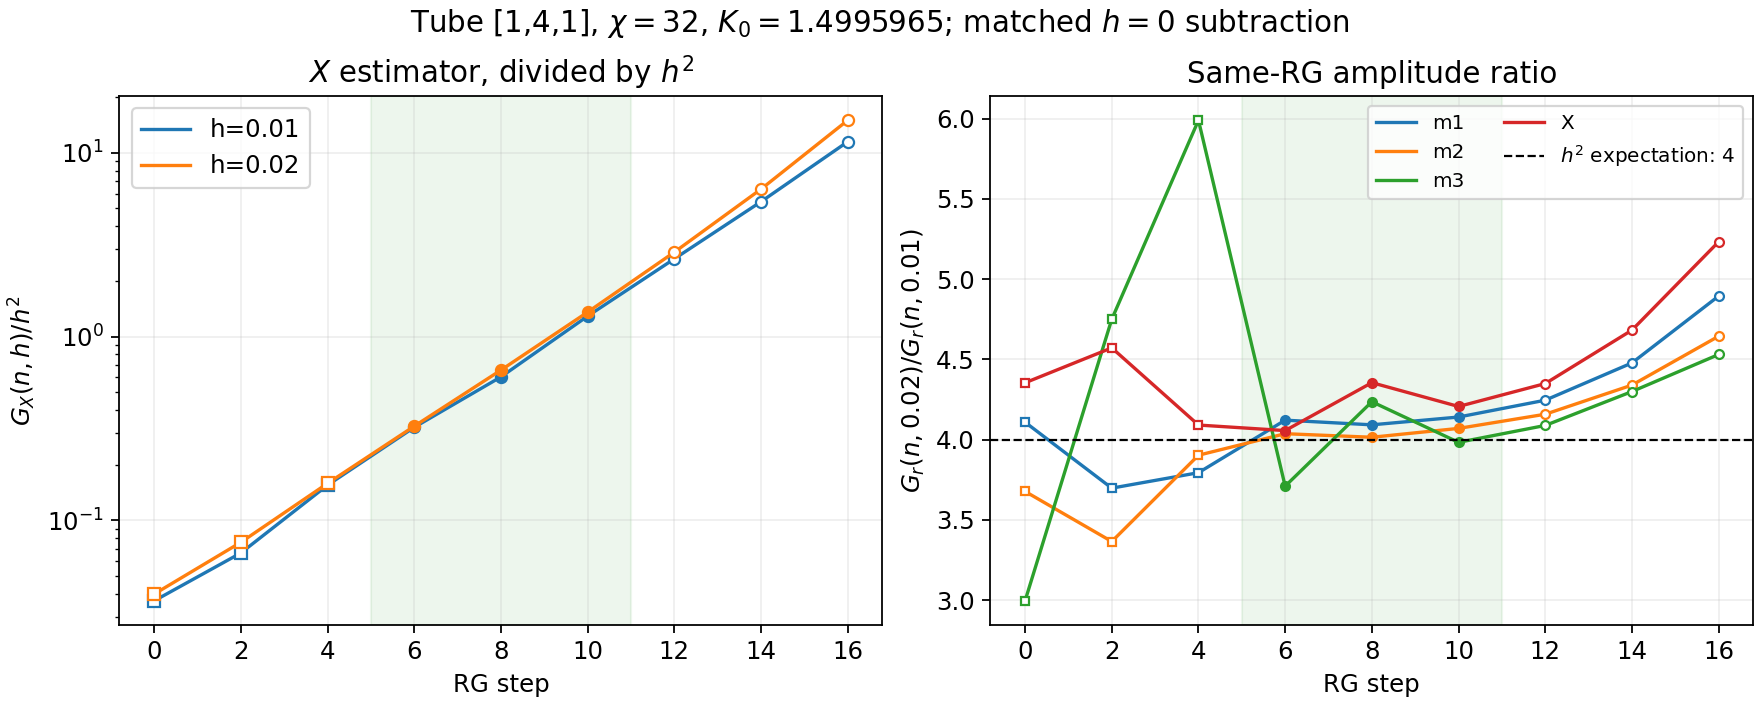 Tube [1,4,1], χ = 32, K₀ = 1.4995965; matched h = 0 subtraction
X estimator, divided by h²
h=0.01
h=0.02
10¹
10⁰
10⁻¹
G_X(n, h)/h²
0 2 4 6 8 10 12 14 16
RG step
Same-RG amplitude ratio
m1
m2
m3
X
h² expectation: 4
6.0
5.5
5.0
4.5
4.0
3.5
3.0
G_r(n, 0.02)/G_r(n, 0.01)
0 2 4 6 8 10 12 14 16
RG step